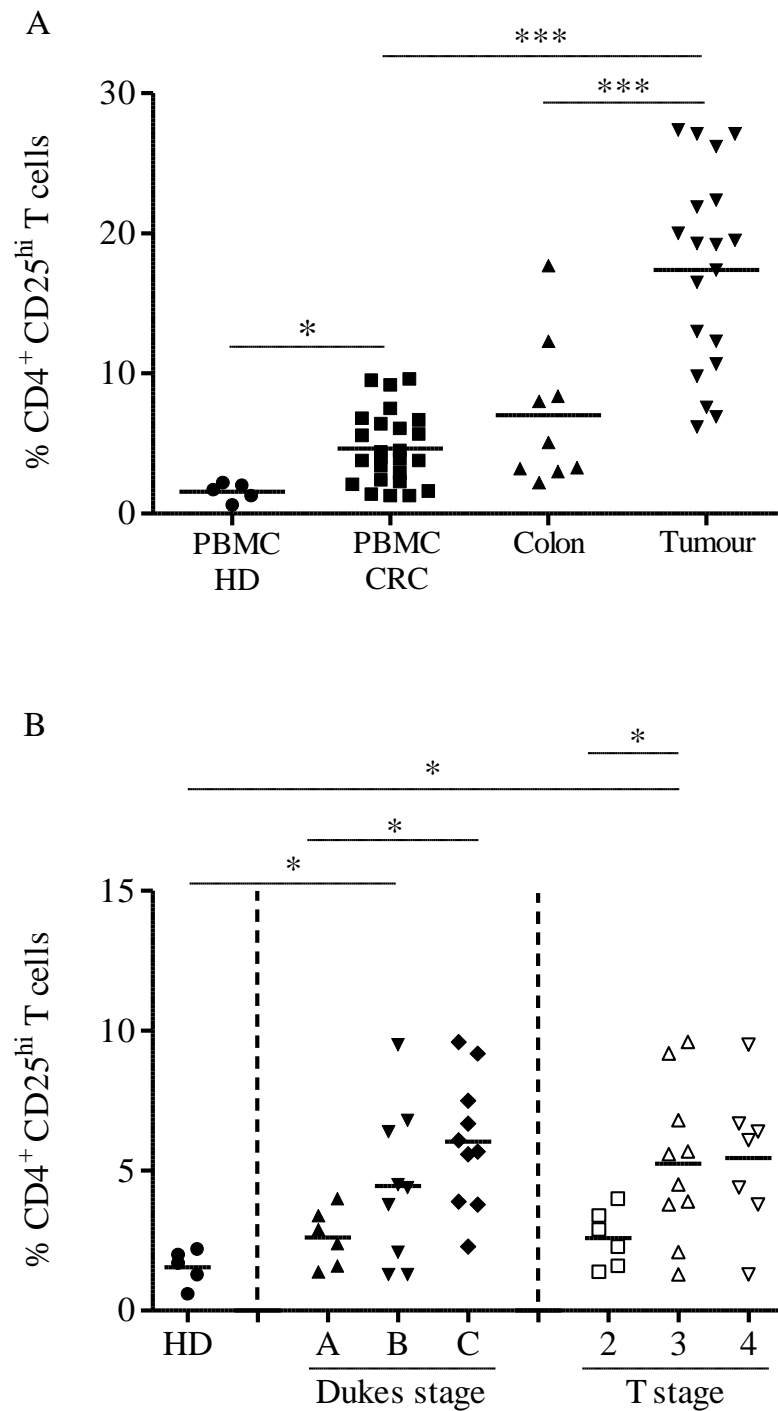 A
***
***
30
20
10
0
*
% CD4+ CD25hi T cells
PBMC HD
PBMC CRC
Colon
Tumour
B
*
*
*
*
15
10
5
0
% CD4+ CD25hi T cells
HD
A B C
Dukes stage
2 3 4
T stage